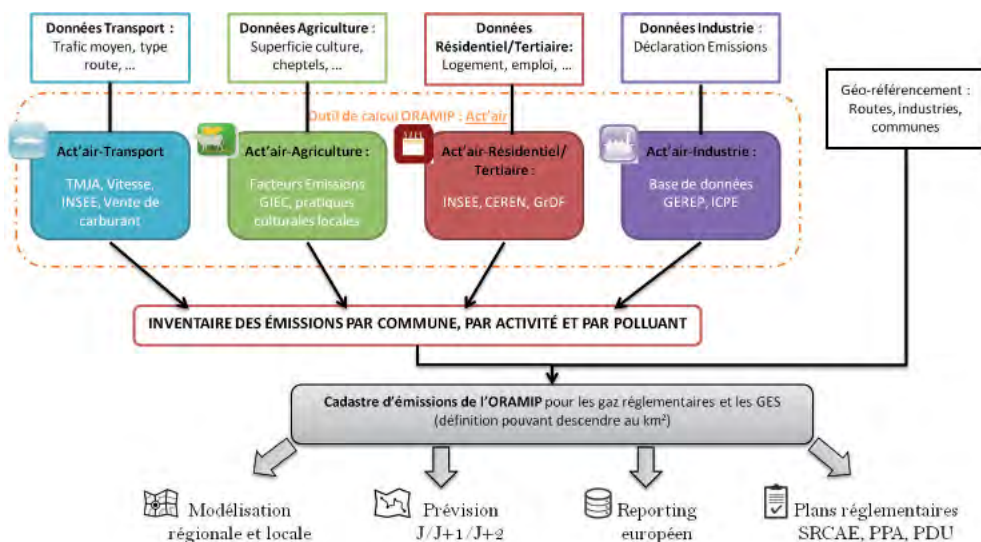 Données Transport :
Trafic moyen, type
route, ...
Données Agriculture :
Superficie culture,
cheptels, ...
Données
Résidentiel/Tertiaire:
Logement, emploi, ...
Données Industrie :
Déclaration Emissions
Géo-référencement :
Routes, industries,
communes
Outil de calcul ORAMIP : Act'air
Act'air-Transport
TMJA, Vitesse,
INSEE, Vente de
carburant
Act'air-Agriculture :
Facteurs Emissions
GIEC, pratiques
culturales locales
Act'air-Résidentiel/
Tertiaire :
INSEE, CEREN, GrDF
Act'air-Industrie :
Base de données
GEREP, ICPE
INVENTAIRE DES ÉMISSIONS PAR COMMUNE, PAR ACTIVITÉ ET PAR POLLUANT
Cadastre d'émissions de l'ORAMIP pour les gaz réglementaires et les GES
(définition pouvant descendre au km²)
Modélisation
régionale et locale
Prévision
J/J+1/J+2
Reporting
européen
Plans réglementaires
SRCAE, PPA, PDU